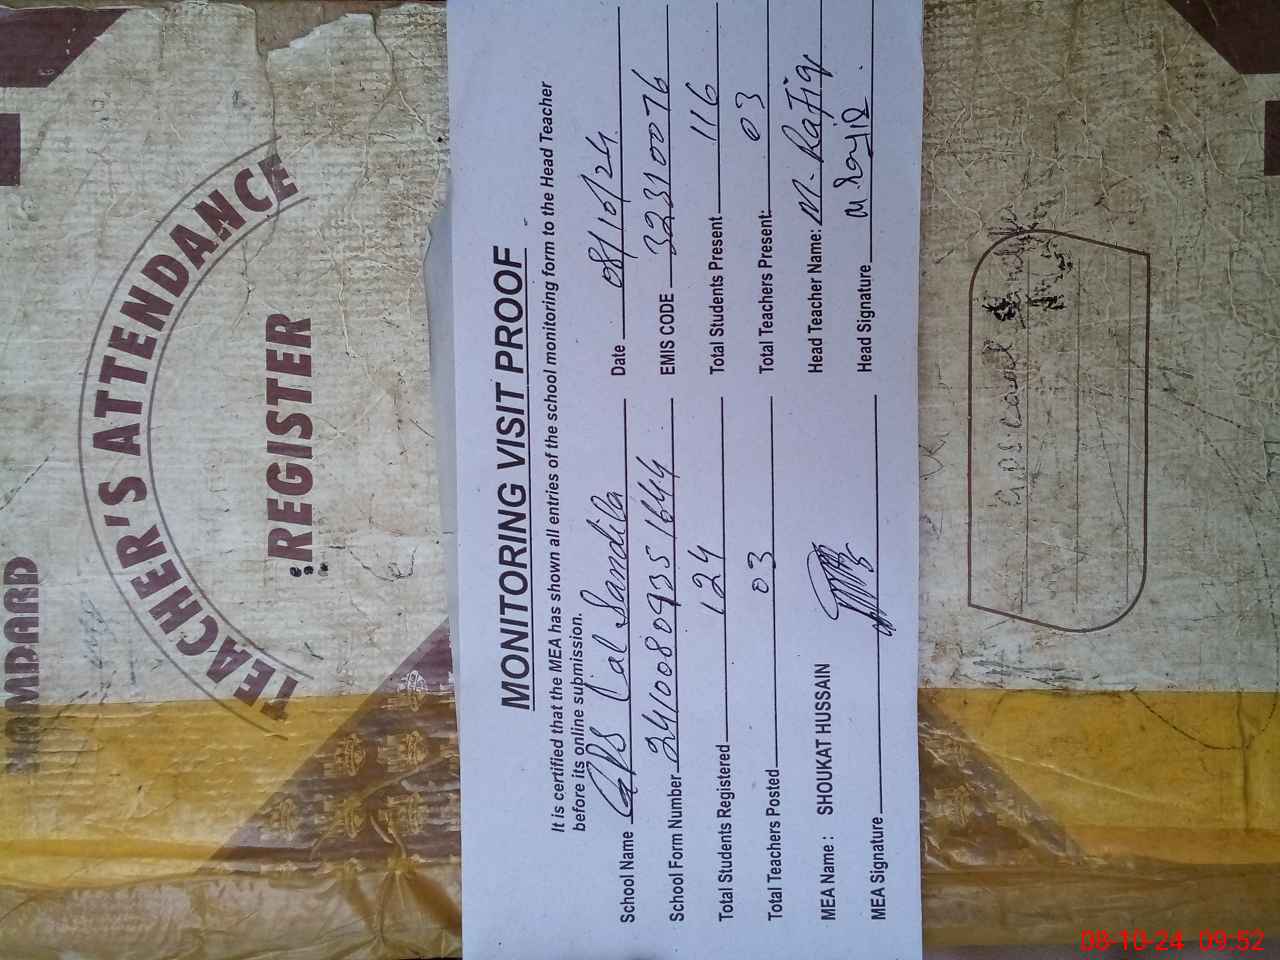 HAMDARD
TEACHER'S ATTENDANCE
REGISTER
MONITORING VISIT PROOF
It is certified that the MEA has shown all entries of the school monitoring form to the Head Teacher
before its online submission.
School Name GPS Lal Sandila Date 08/10/24
School Form Number 24100809351644 EMIS CODE 32310076
Total Students Registered 124 Total Students Present 116
Total Teachers Posted 03 Total Teachers Present: 03
MEA Name : SHOUKAT HUSSAIN Head Teacher Name: M. Rafiq
MEA Signature Head Signature
G.P.S
08-10-24 09:52